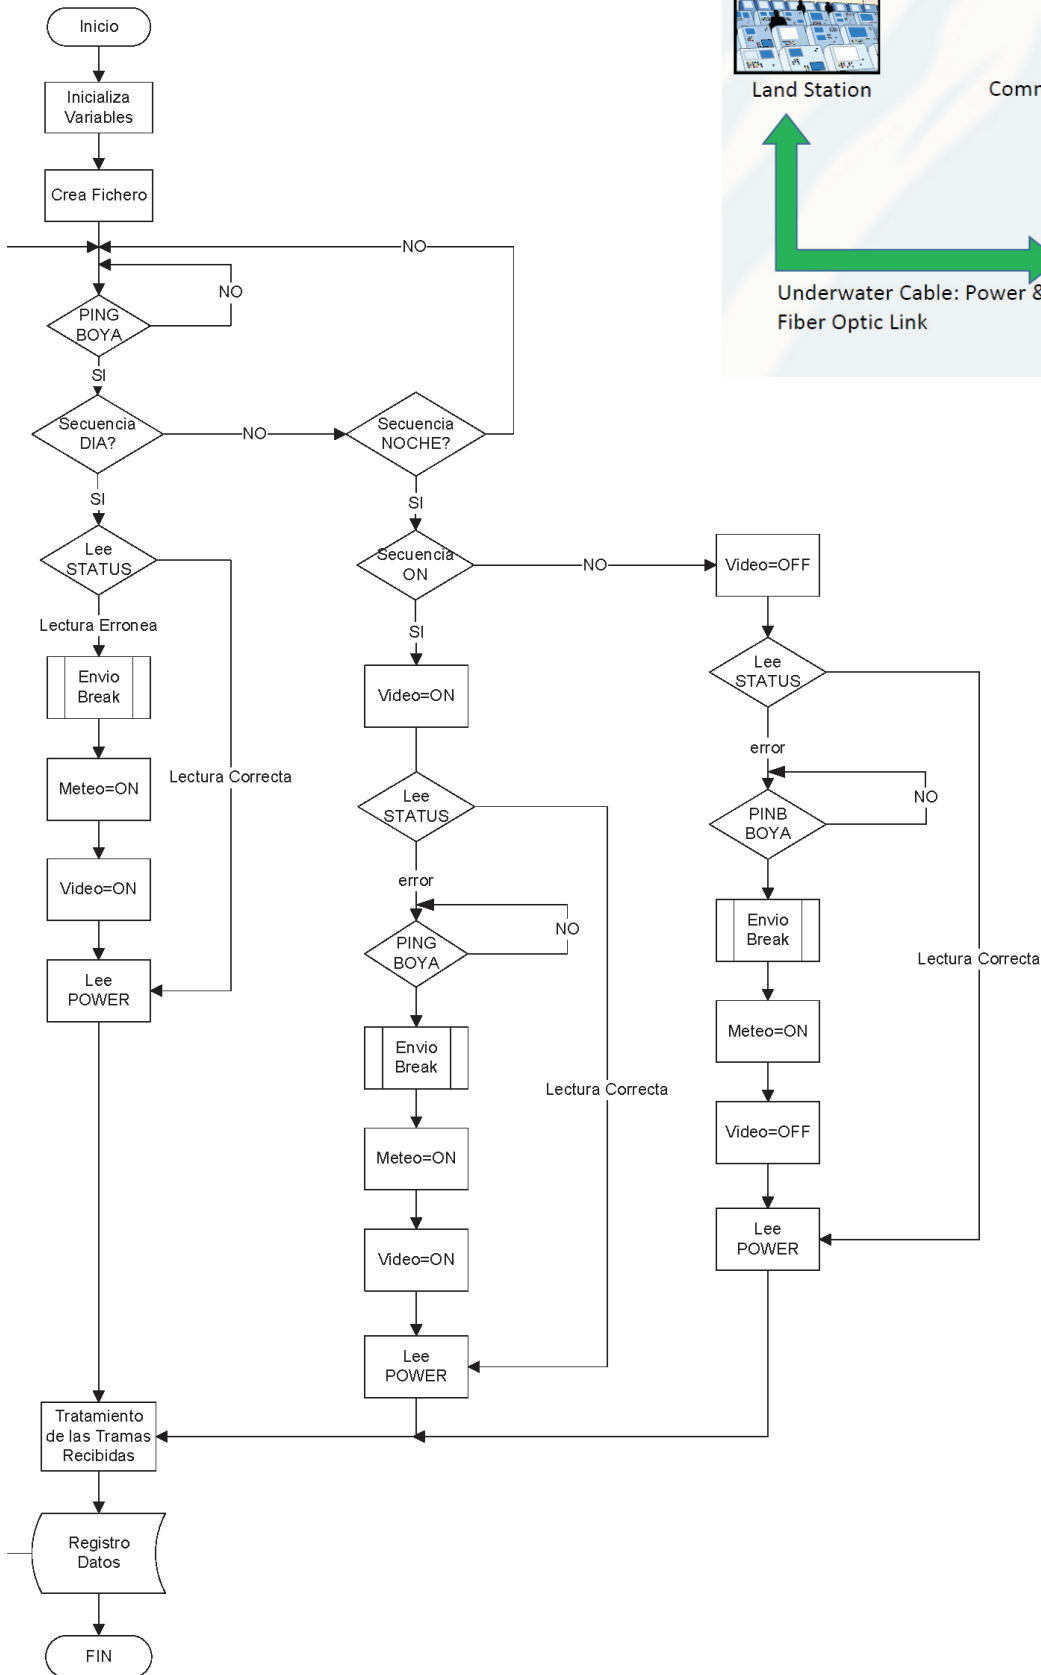 Inicio
Inicializa
Variables
Crea Fichero
NO
NO
PING
BOYA
SI
Secuencia
DIA?
NO
Secuencia
NOCHE?
SI
SI
Lee
STATUS
Secuencia
ON
NO
Video=OFF
Lectura Erronea
SI
Envio
Break
Video=ON
Lee
STATUS
Meteo=ON
Lectura Correcta
error
Lee
STATUS
PINB
BOYA
NO
Video=ON
error
PING
BOYA
NO
Envio
Break
Lectura Correcta
Lee
POWER
Envio
Break
Meteo=ON
Lectura Correcta
Meteo=ON
Video=OFF
Video=ON
Lee
POWER
Lee
POWER
Tratamiento
de las Tramas
Recibidas
Registro
Datos
FIN
Land Station
Comm
Underwater Cable: Power &
Fiber Optic Link